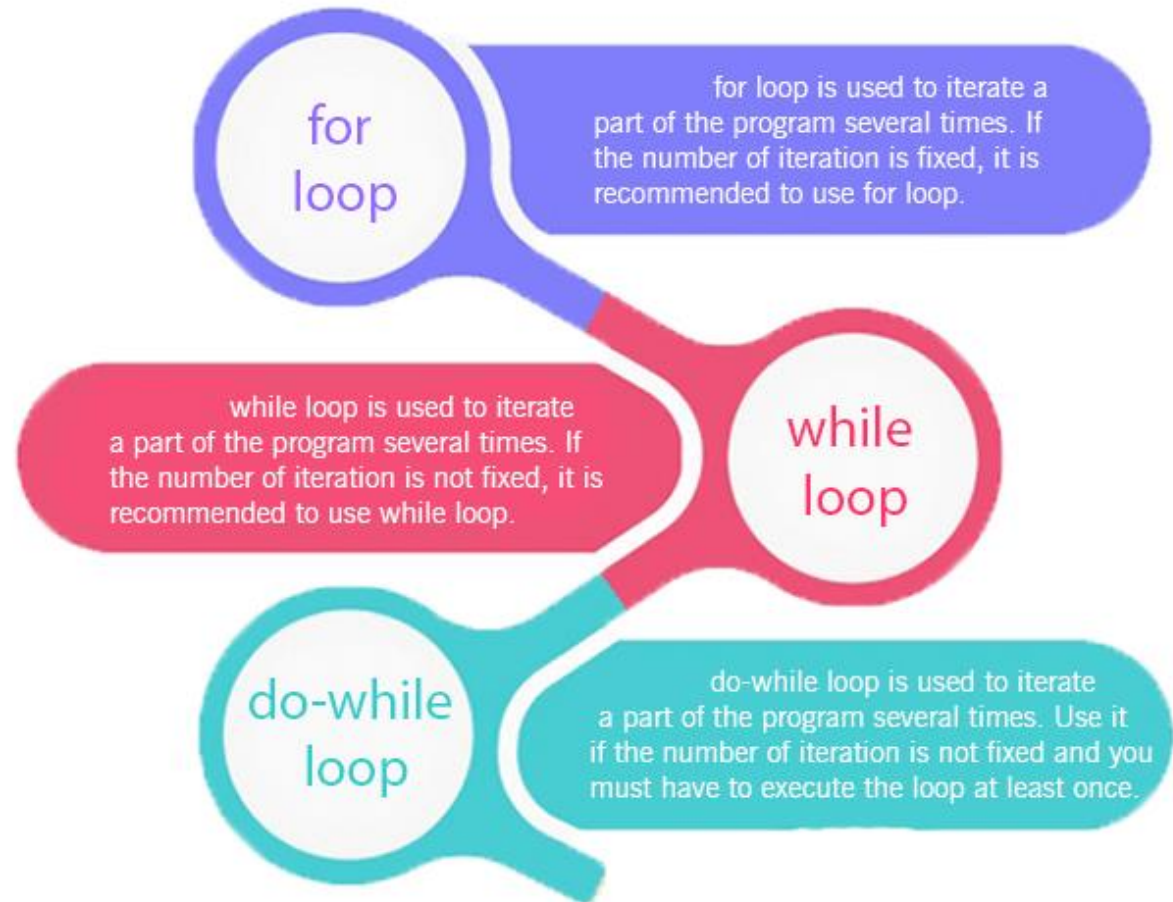 for
loop
for loop is used to iterate a
part of the program several times. If
the number of iteration is fixed, it is
recommended to use for loop.
while loop is used to iterate
a part of the program several times. If
the number of iteration is not fixed, it is
recommended to use while loop.
while
loop
do-while
loop
do-while loop is used to iterate
a part of the program several times. Use it
if the number of iteration is not fixed and you
must have to execute the loop at least once.